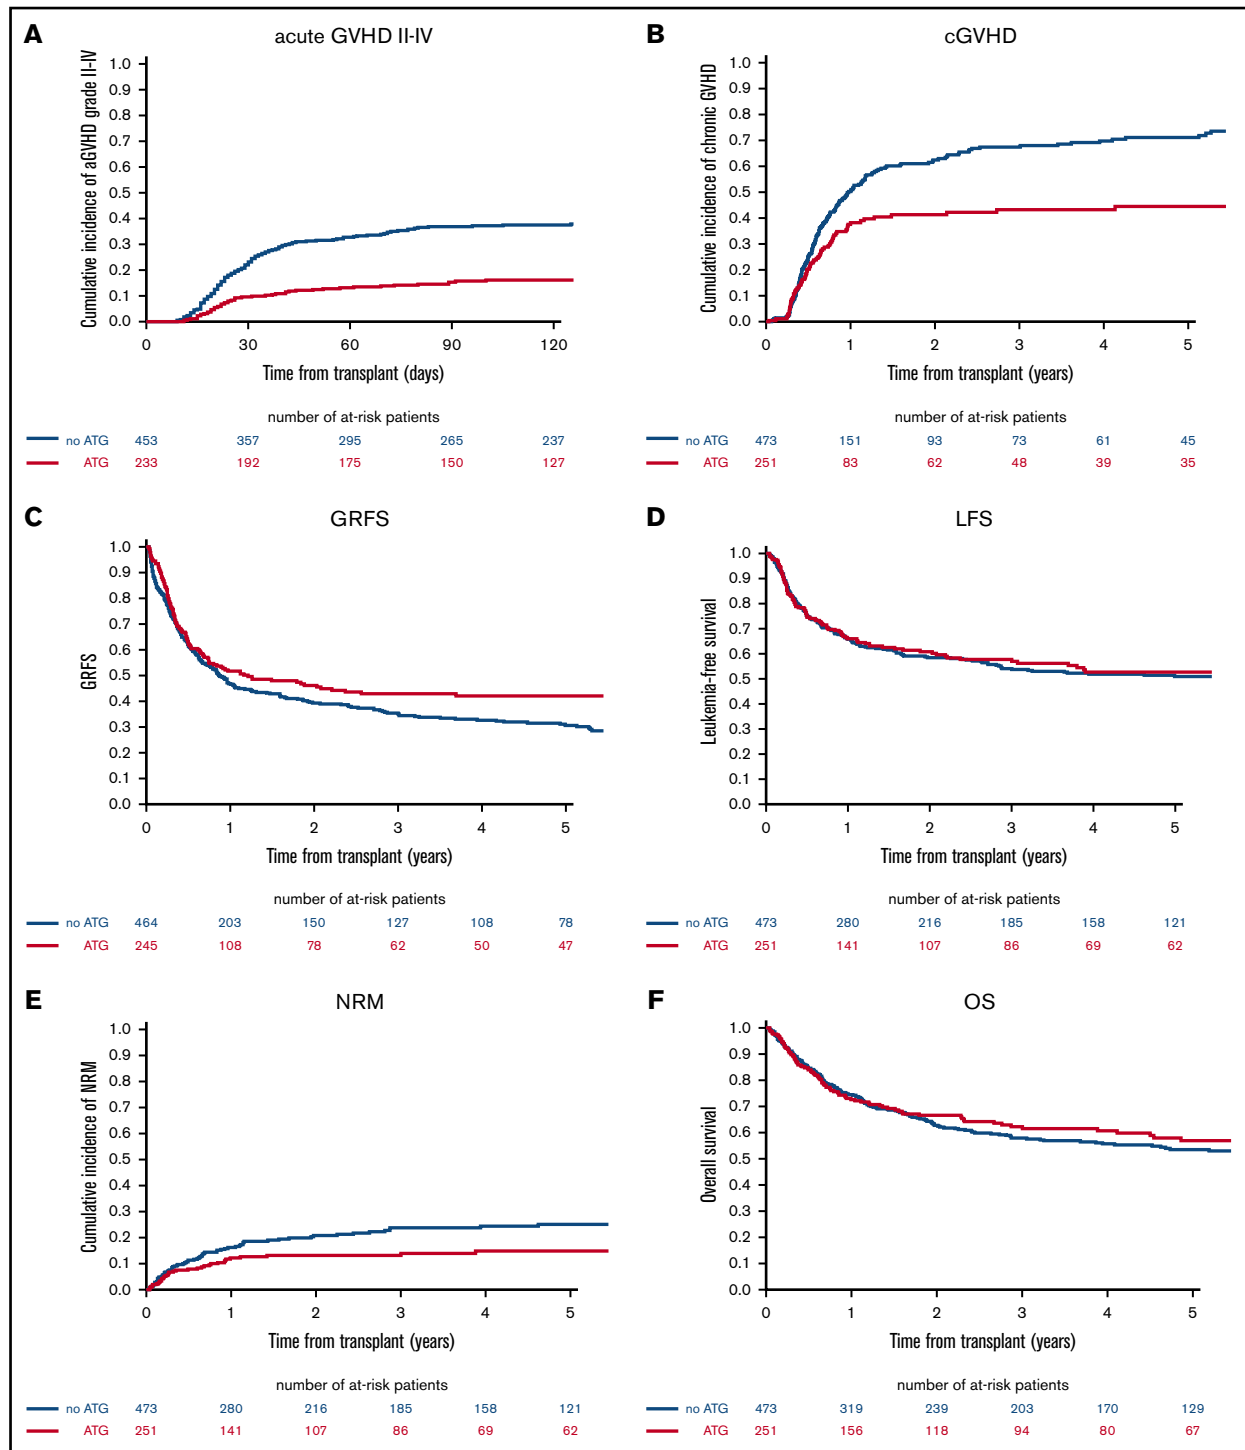 A acute GVHD II-IV
Cumulative incidence of aGVHD grade II-IV
1.0
0.9
0.8
0.7
0.6
0.5
0.4
0.3
0.2
0.1
0.0
0 30 60 90 120
Time from transplant (days)
number of at-risk patients
no ATG 453 357 295 265 237
ATG 233 192 175 150 127
B cGVHD
Cumulative incidence of chronic GVHD
1.0
0.9
0.8
0.7
0.6
0.5
0.4
0.3
0.2
0.1
0.0
0 1 2 3 4 5
Time from transplant (years)
number of at-risk patients
no ATG 473 151 93 73 61 45
ATG 251 83 62 48 39 35
C GRFS
GRFS
1.0
0.9
0.8
0.7
0.6
0.5
0.4
0.3
0.2
0.1
0.0
0 1 2 3 4 5
Time from transplant (years)
number of at-risk patients
no ATG 464 203 150 127 108 78
ATG 245 108 78 62 50 47
D LFS
Leukemia-free survival
1.0
0.9
0.8
0.7
0.6
0.5
0.4
0.3
0.2
0.1
0.0
0 1 2 3 4 5
Time from transplant (years)
number of at-risk patients
no ATG 473 280 216 185 158 121
ATG 251 141 107 86 69 62
E NRM
Cumulative incidence of NRM
1.0
0.9
0.8
0.7
0.6
0.5
0.4
0.3
0.2
0.1
0.0
0 1 2 3 4 5
Time from transplant (years)
number of at-risk patients
no ATG 473 280 216 185 158 121
ATG 251 141 107 86 69 62
F OS
Overall survival
1.0
0.9
0.8
0.7
0.6
0.5
0.4
0.3
0.2
0.1
0.0
0 1 2 3 4 5
Time from transplant (years)
number of at-risk patients
no ATG 473 319 239 203 170 129
ATG 251 156 118 94 80 67